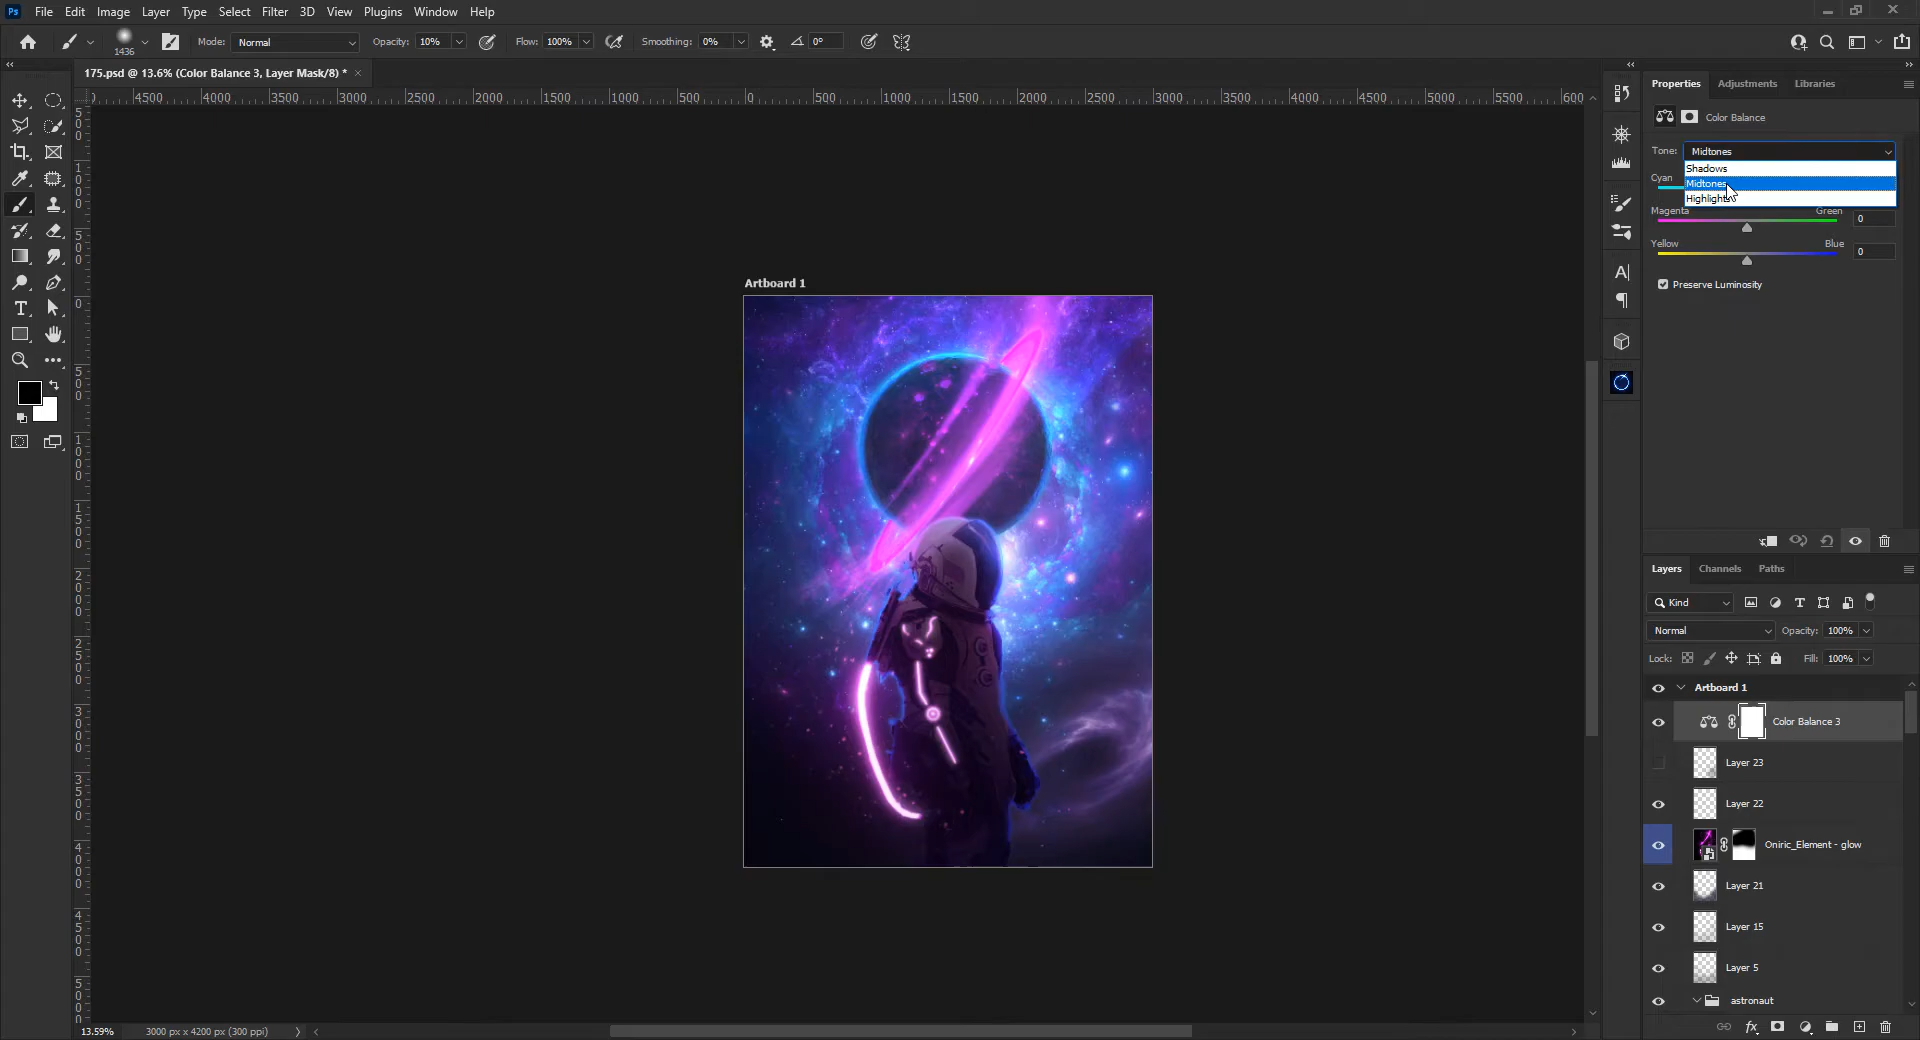 Ps File Edit Image Layer Type Select Filter 3D View Plugins Window Help
1436 Mode: Normal Opacity: 10% Flow: 100% Smoothing: 0% 0°
175.psd @ 13.6% (Color Balance 3, Layer Mask/8) * ×
4500 4000 3500 3000 2500 2000 1500 1000 500 0 500 1000 1500 2000 2500 3000 3500 4000 4500 5000 5500 6000
Artboard 1
13.59% 3000 px x 4200 px (300 ppi)
Properties Adjustments Libraries
Color Balance
Tone: Midtones
Shadows
Cyan
Midtones
Highlights
Magenta Green 0
Yellow Blue 0
Preserve Luminosity
Layers Channels Paths
Kind
Normal Opacity: 100%
Lock: Fill: 100%
Artboard 1
Color Balance 3
Layer 23
Layer 22
Oniric_Element - glow
Layer 21
Layer 15
Layer 5
astronaut
fx